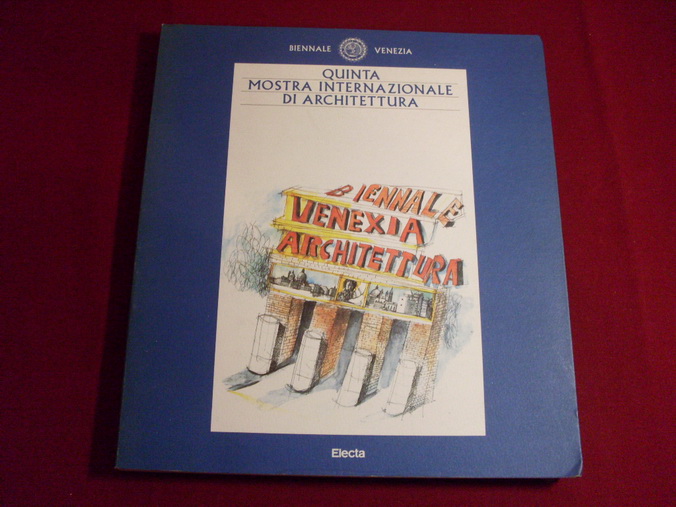 BIENNALE VENEZIA
QUINTA
MOSTRA INTERNAZIONALE
DI ARCHITETTURA
BIENNALE
VENEXIA
ARCHITETTURA
Electa